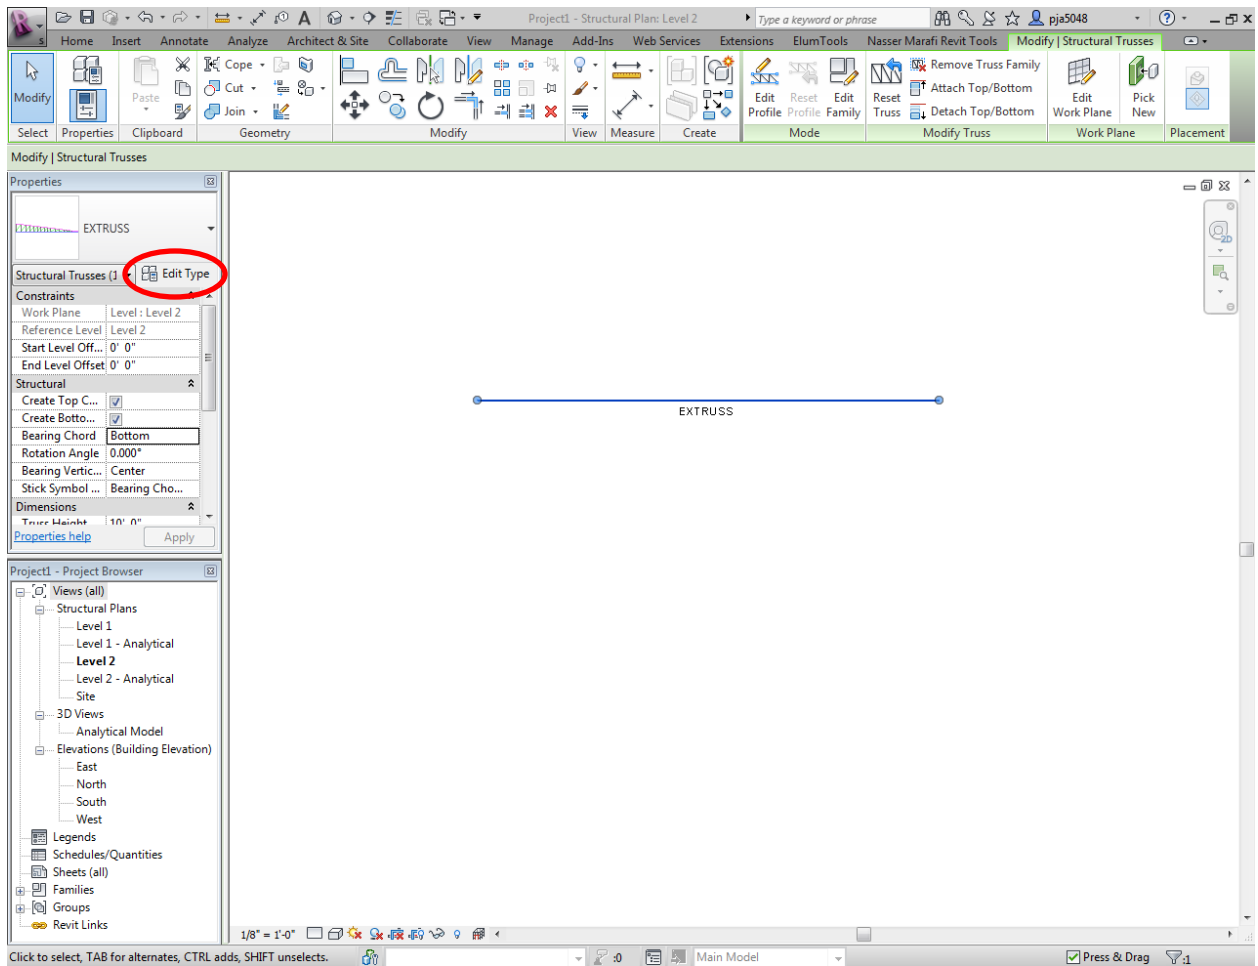 Project1 - Structural Plan: Level 2
Type a keyword or phrase
pja5048
Home Insert Annotate Analyze Architect & Site Collaborate View Manage Add-Ins Web Services Extensions ElumTools Nasser Marafi Revit Tools Modify | Structural Trusses
Modify
Paste
Cope
Cut
Join
Edit Profile
Reset Profile
Edit Family
Reset Truss
Remove Truss Family
Attach Top/Bottom
Detach Top/Bottom
Edit Work Plane
Pick New
Select Properties Clipboard Geometry Modify View Measure Create Mode Modify Truss Work Plane Placement
Modify | Structural Trusses
Properties
EXTRUSS
Structural Trusses (1
Edit Type
Constraints
Work Plane Level : Level 2
Reference Level Level 2
Start Level Off... 0' 0"
End Level Offset 0' 0"
Structural
Create Top C...
Create Botto...
Bearing Chord Bottom
Rotation Angle 0.000°
Bearing Vertic... Center
Stick Symbol ... Bearing Cho...
Dimensions
Truss Height 10' 0"
Properties help Apply
EXTRUSS
2D
Project1 - Project Browser
Views (all)
Structural Plans
Level 1
Level 1 - Analytical
Level 2
Level 2 - Analytical
Site
3D Views
Analytical Model
Elevations (Building Elevation)
East
North
South
West
Legends
Schedules/Quantities
Sheets (all)
Families
Groups
Revit Links
1/8" = 1'-0"
Click to select, TAB for alternates, CTRL adds, SHIFT unselects.
:0
Main Model
Press & Drag
:1